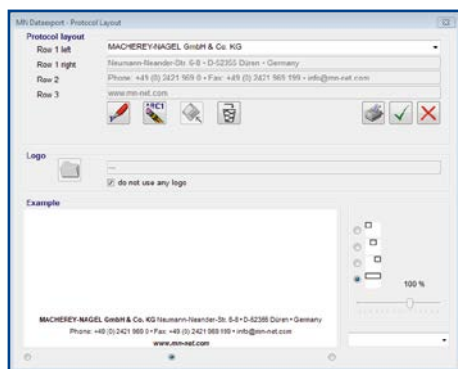 MN Dataexport - Protocol Layout
Protocol layout
Row 1 left MACHEREY-NAGEL GmbH & Co. KG
Row 1 right Neumann-Neander-Str. 6-8 • D-52355 Düren • Germany
Row 2 Phone: +49 (0) 2421 969 0 • Fax: +49 (0) 2421 969 199 • info@mn-net.com
Row 3 www.mn-net.com
Logo
---
do not use any logo
Example
100 %
MACHEREY-NAGEL GmbH & Co. KG Neumann-Neander-Str. 6-8 • D-52355 Düren • Germany
Phone: +49 (0) 2421 969 0 • Fax: +49 (0) 2421 969 199 • info@mn-net.com
www.mn-net.com